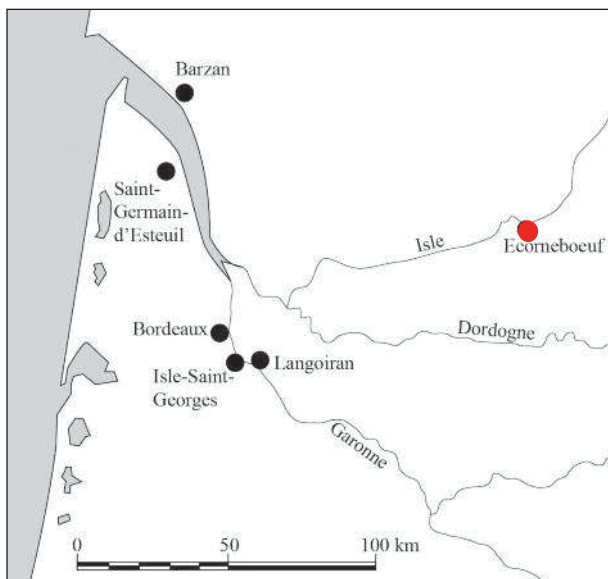 Barzan
Saint-
Germain-
d'Esteuil
Isle
Ecorneboeuf
Bordeaux
Dordogne
Isle-Saint-
Georges
Langoiran
Garonne
0
50
100 km